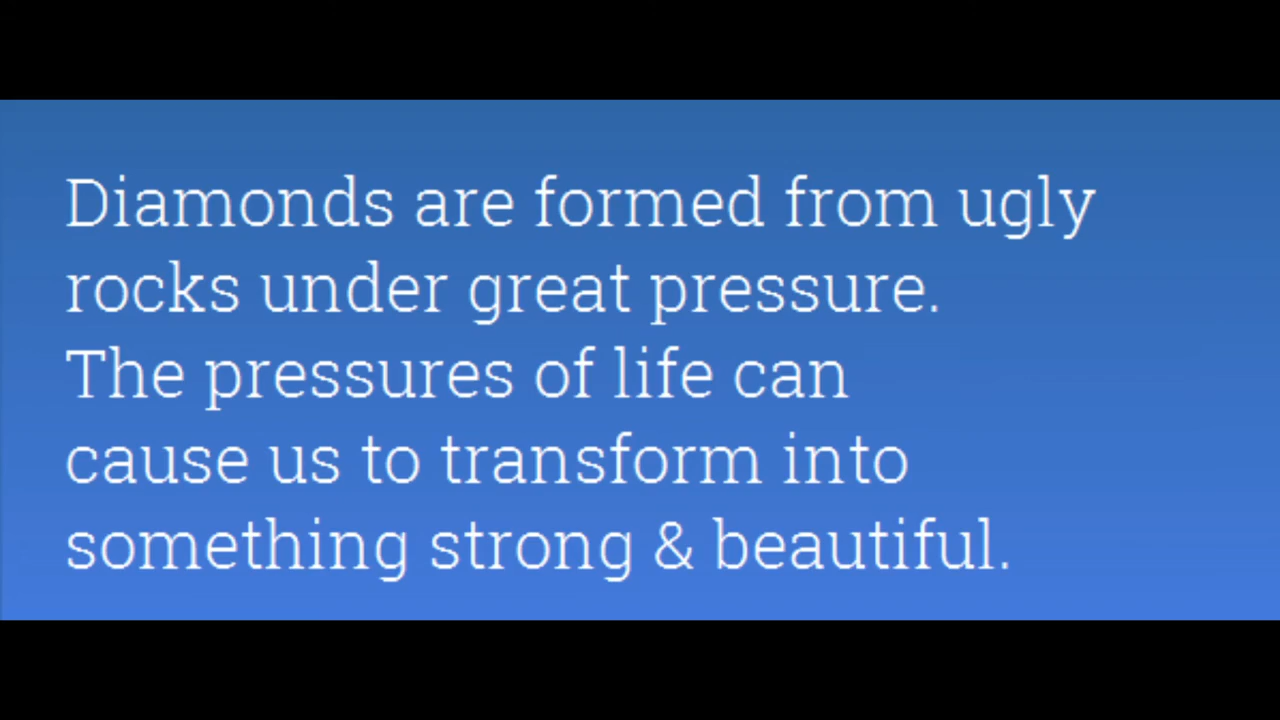 Diamonds are formed from ugly
rocks under great pressure.
The pressures of life can
cause us to transform into
something strong & beautiful.